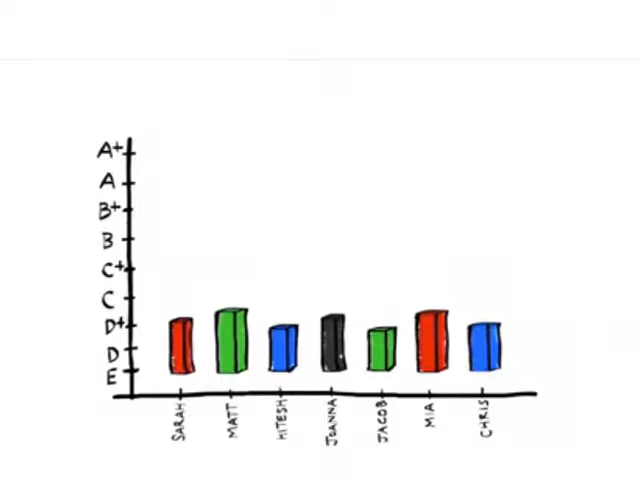 A+
A
B+
B
C+
C
D+
D
E
SARAH
MATT
HITESH
JOANNA
JACOB
MIA
CHRIS